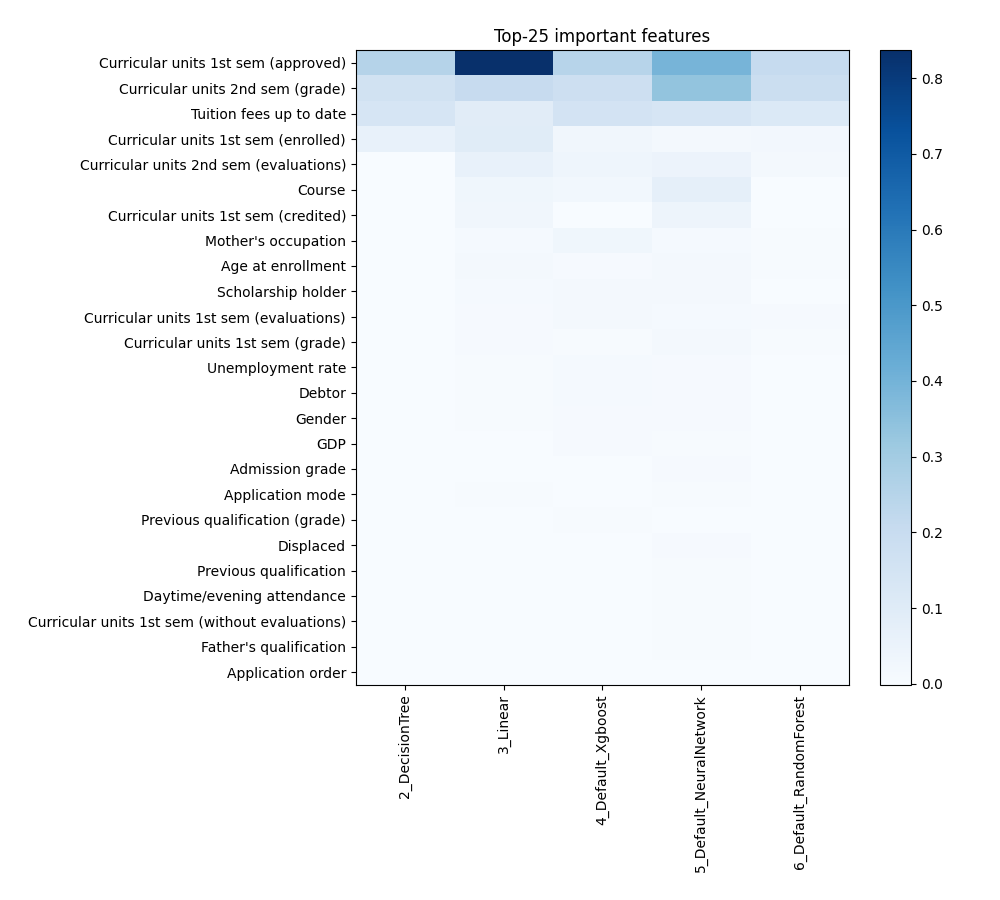 Top-25 important features
Curricular units 1st sem (approved)
Curricular units 2nd sem (grade)
Tuition fees up to date
Curricular units 1st sem (enrolled)
Curricular units 2nd sem (evaluations)
Course
Curricular units 1st sem (credited)
Mother's occupation
Age at enrollment
Scholarship holder
Curricular units 1st sem (evaluations)
Curricular units 1st sem (grade)
Unemployment rate
Debtor
Gender
GDP
Admission grade
Application mode
Previous qualification (grade)
Displaced
Previous qualification
Daytime/evening attendance
Curricular units 1st sem (without evaluations)
Father's qualification
Application order
2_DecisionTree
3_Linear
4_Default_Xgboost
5_Default_NeuralNetwork
6_Default_RandomForest
0.8
0.7
0.6
0.5
0.4
0.3
0.2
0.1
0.0